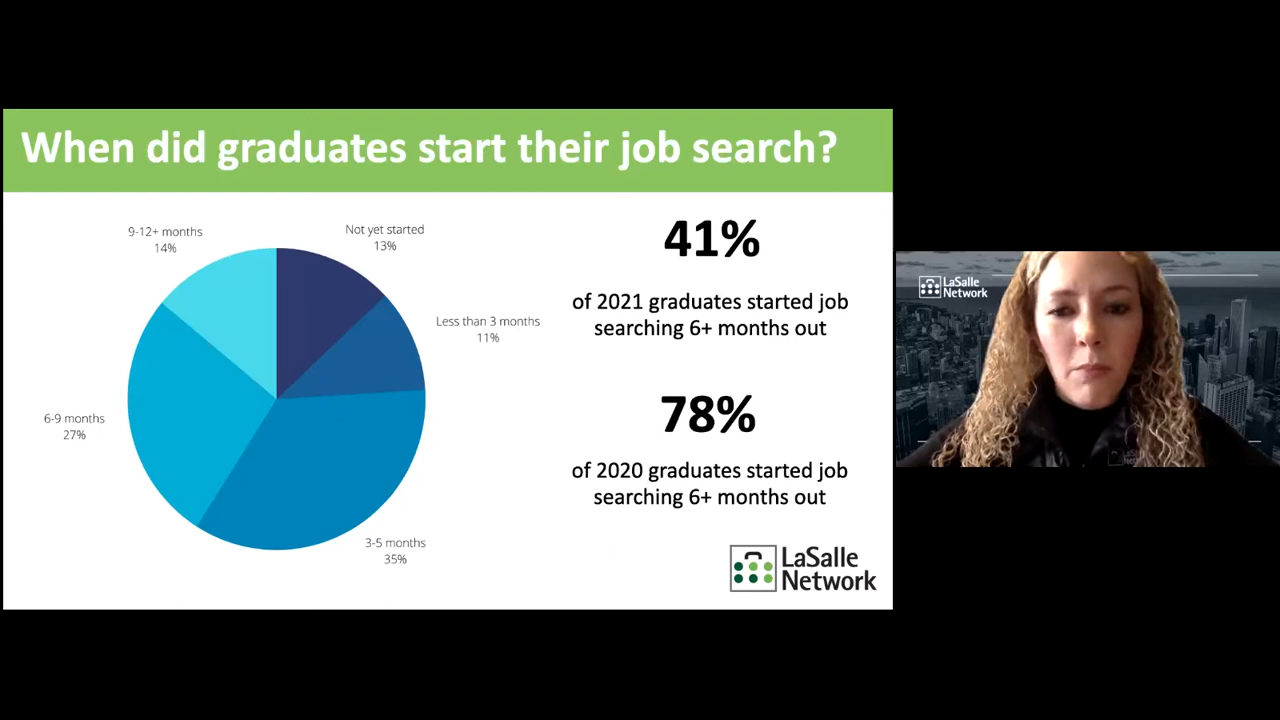 When did graduates start their job search?
9-12+ months
14%
Not yet started
13%
Less than 3 months
11%
6-9 months
27%
3-5 months
35%
41%
of 2021 graduates started job
searching 6+ months out
78%
of 2020 graduates started job
searching 6+ months out
LaSalle
Network
LaSalle
Network
LaSalle
Network